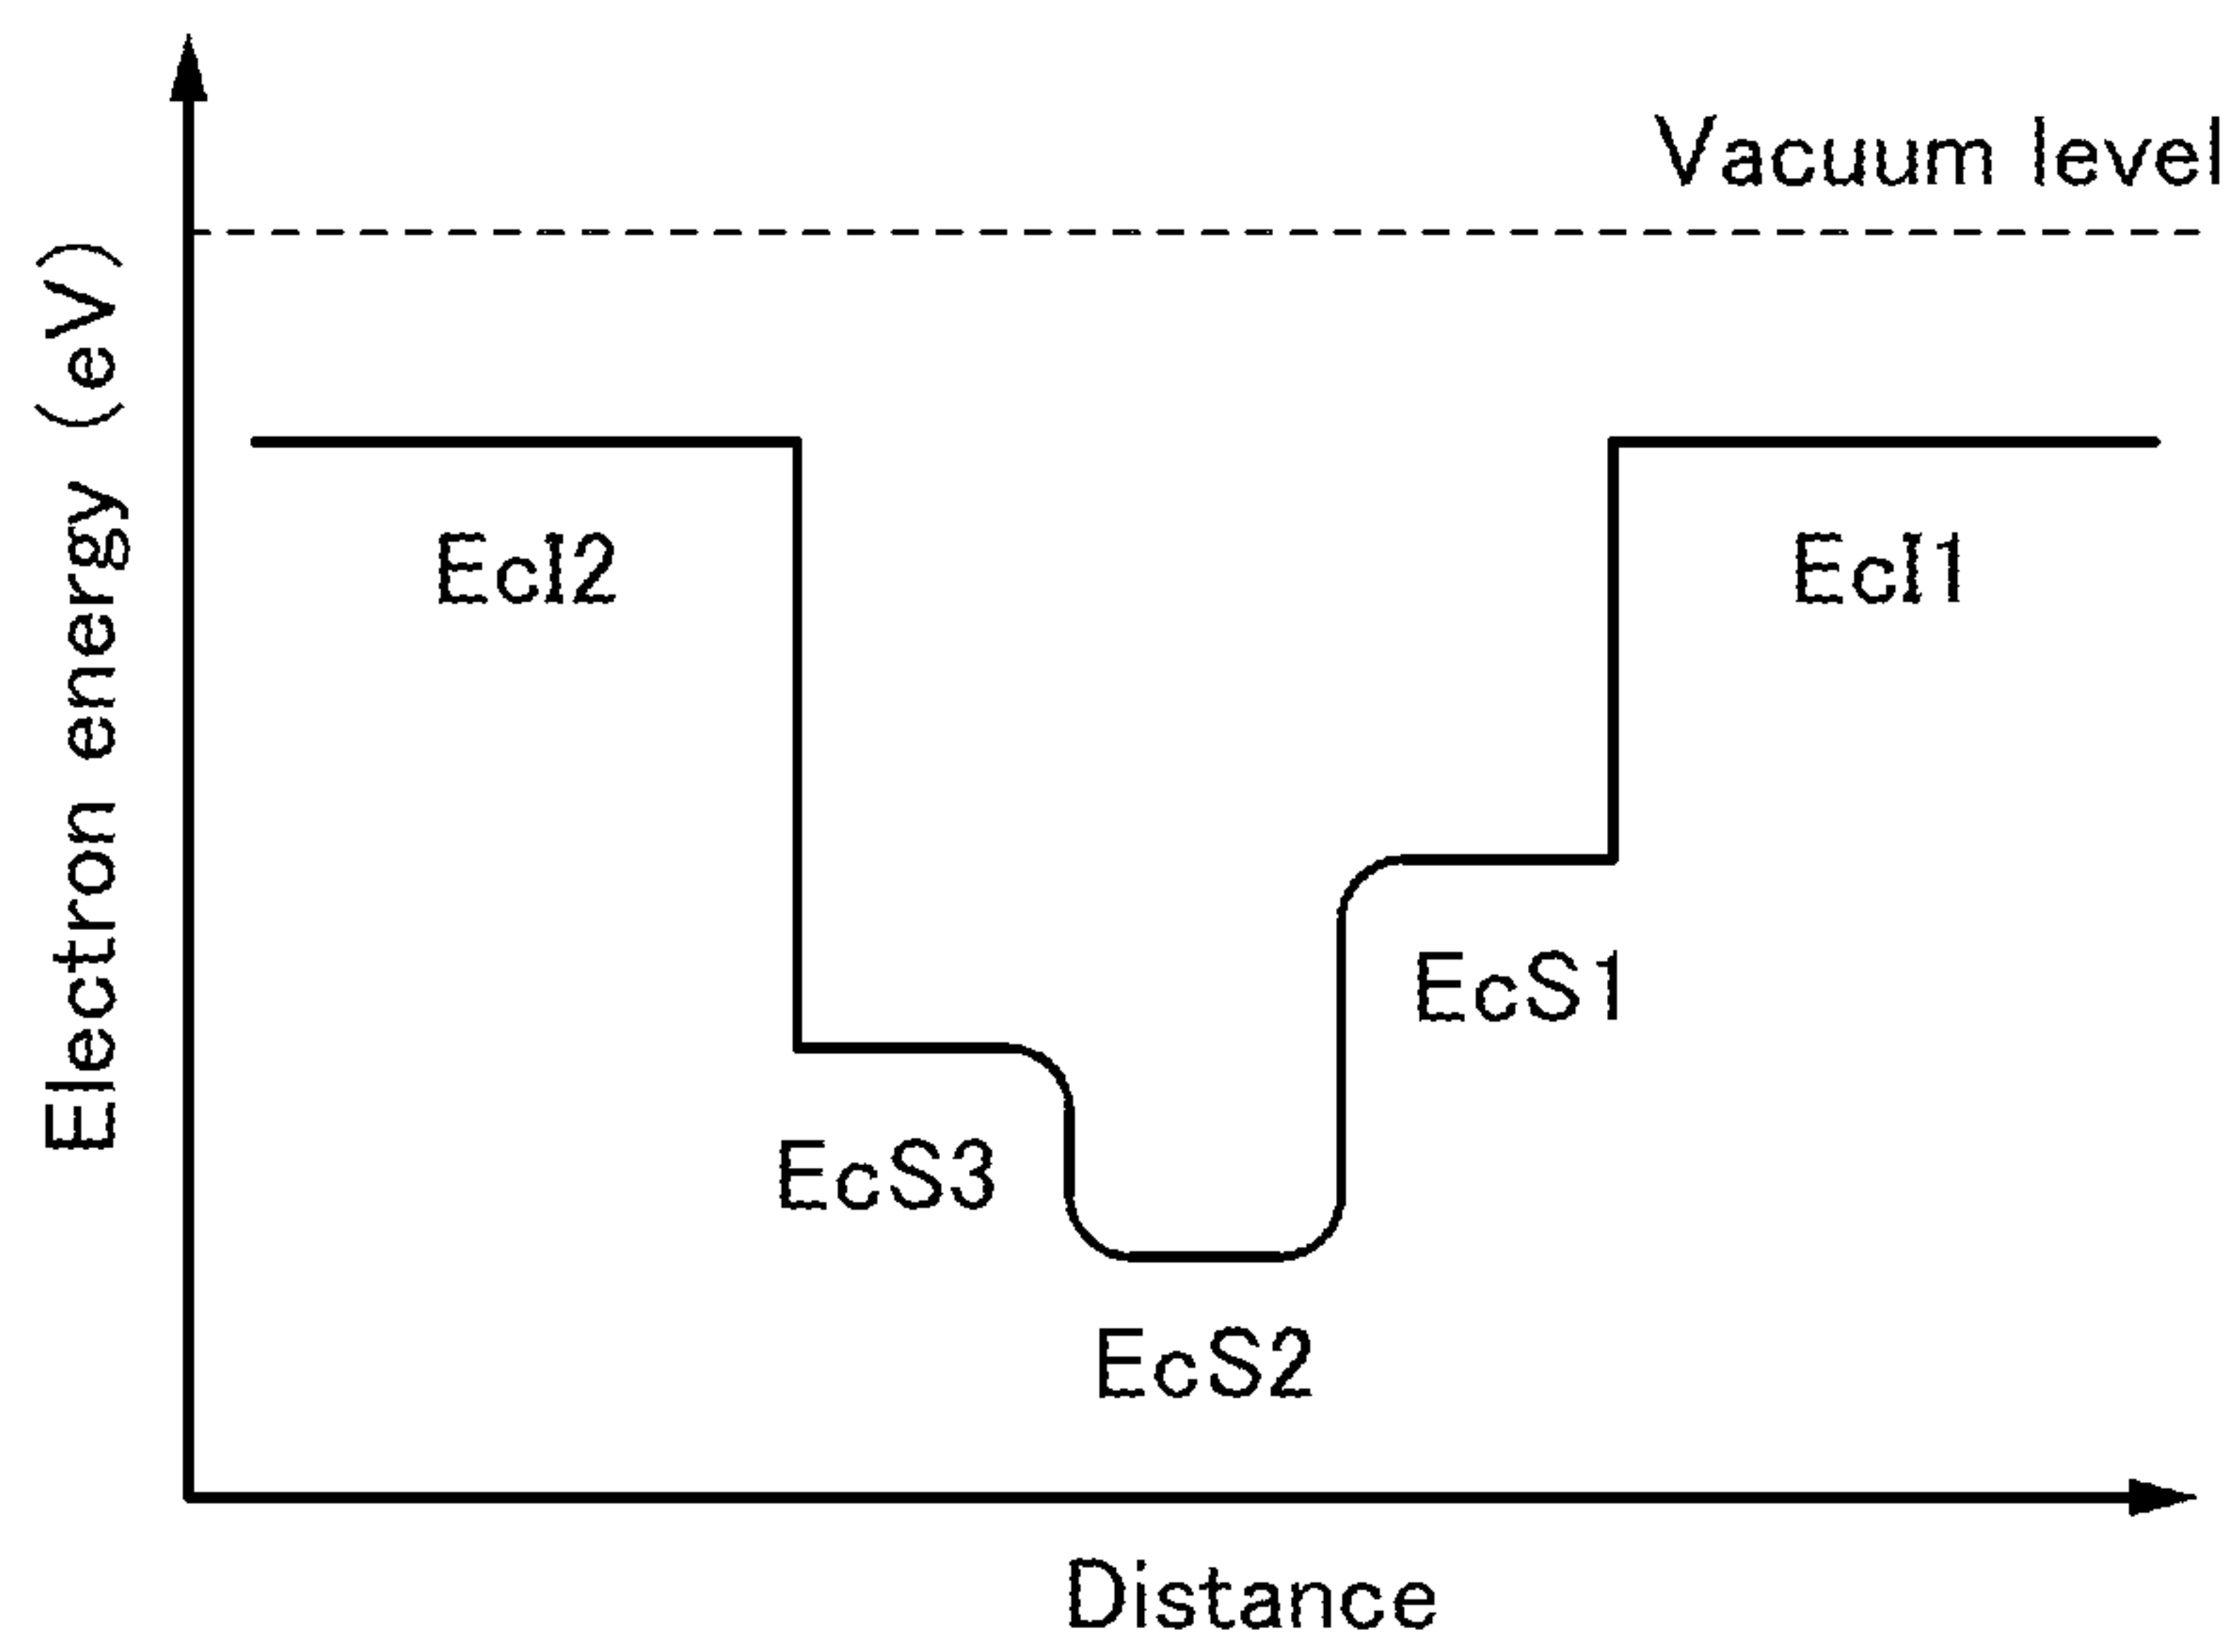 Vacuum level
Electron energy (eV)
EcI2
EcI1
EcS1
EcS3
EcS2
Distance